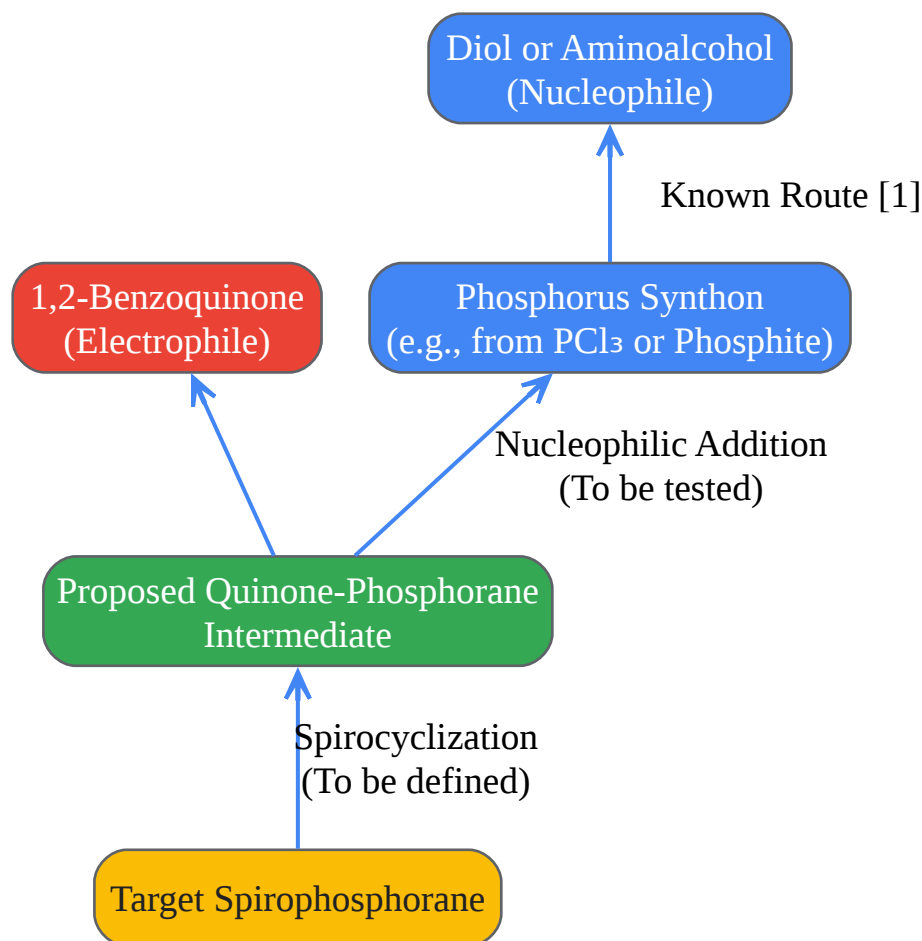 Diol or Aminoalcohol
(Nucleophile)
Known Route [1]
1,2-Benzoquinone
(Electrophile)
Phosphorus Synthon
(e.g., from PCl₃ or Phosphite)
Nucleophilic Addition
(To be tested)
Proposed Quinone-Phosphorane
Intermediate
Spirocyclization
(To be defined)
Target Spirophosphorane